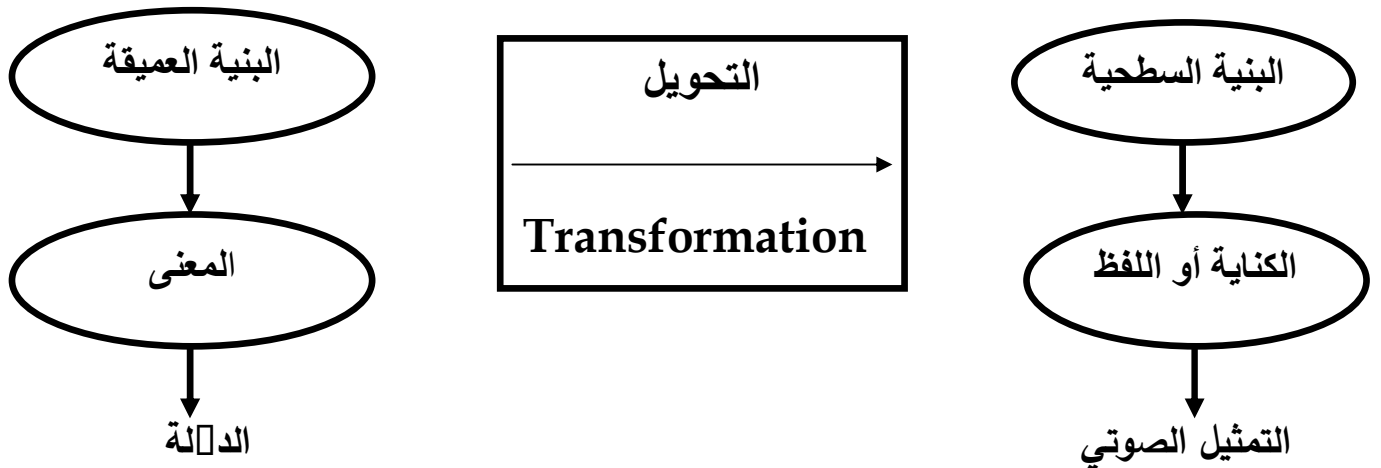 البنية السطحية
التحويل
البنية العميقة
Transformation
الكناية أو اللفظ
المعنى
التمثيل الصوتي